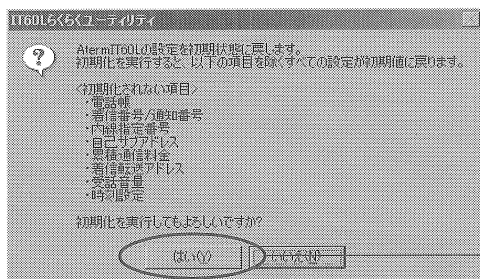 IT60Lらくらくユーティリティ
AtermIT60Lの設定を初期状態に戻します。
初期化を実行すると、以下の項目を除くすべての設定が初期値に戻ります。
<初期化されない項目>
・電話帳
・着信番号/通知番号
・内線指定番号
・自己サブアドレス
・累積通信料金
・着信転送アドレス
・受話音量
・時刻設定
初期化を実行してもよろしいですか?
はい(Y)
いいえ(N)